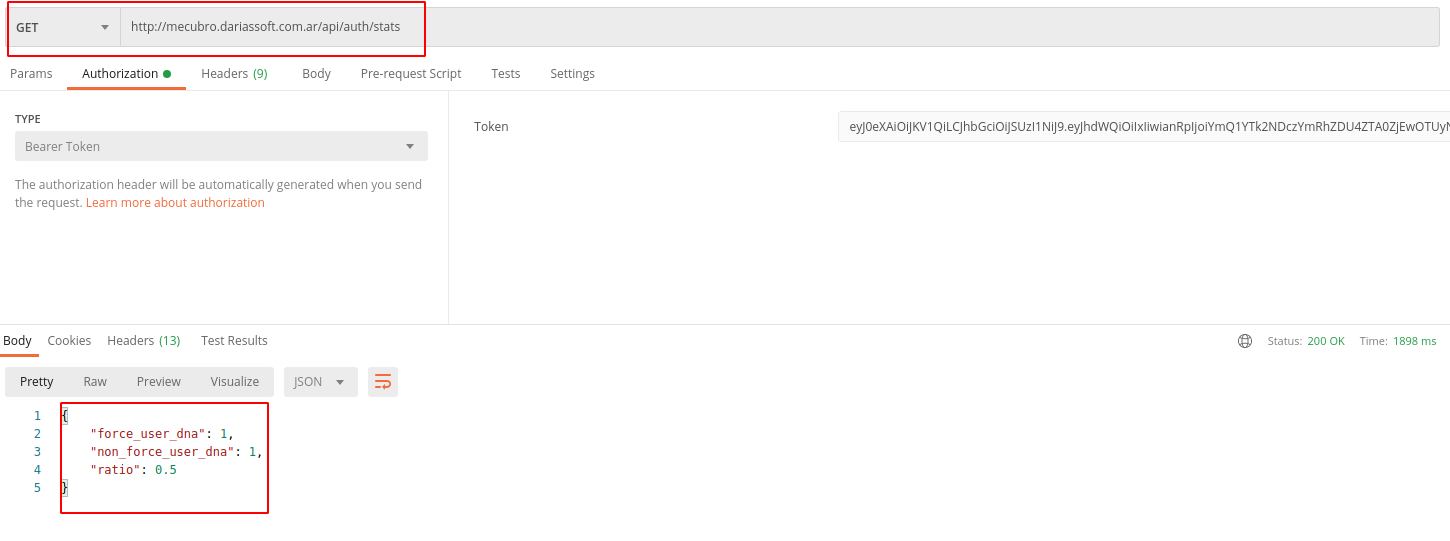 GET http://mecubro.dariassoft.com.ar/api/auth/stats
Params Authorization Headers (9) Body Pre-request Script Tests Settings
TYPE
Bearer Token
The authorization header will be automatically generated when you send
the request. Learn more about authorization
Token eyJ0eXAiOiJKV1QiLCJhbGciOiJSUzI1NiJ9.eyJhdWQiOiIxIiwianRpIjoiYmQ1YTk2NDczYmRhZDU4ZTA0ZjEwOTUyN
Body Cookies Headers (13) Test Results Status: 200 OK Time: 1898 ms
Pretty Raw Preview Visualize JSON
1 {
2 "force_user_dna": 1,
3 "non_force_user_dna": 1,
4 "ratio": 0.5
5 }